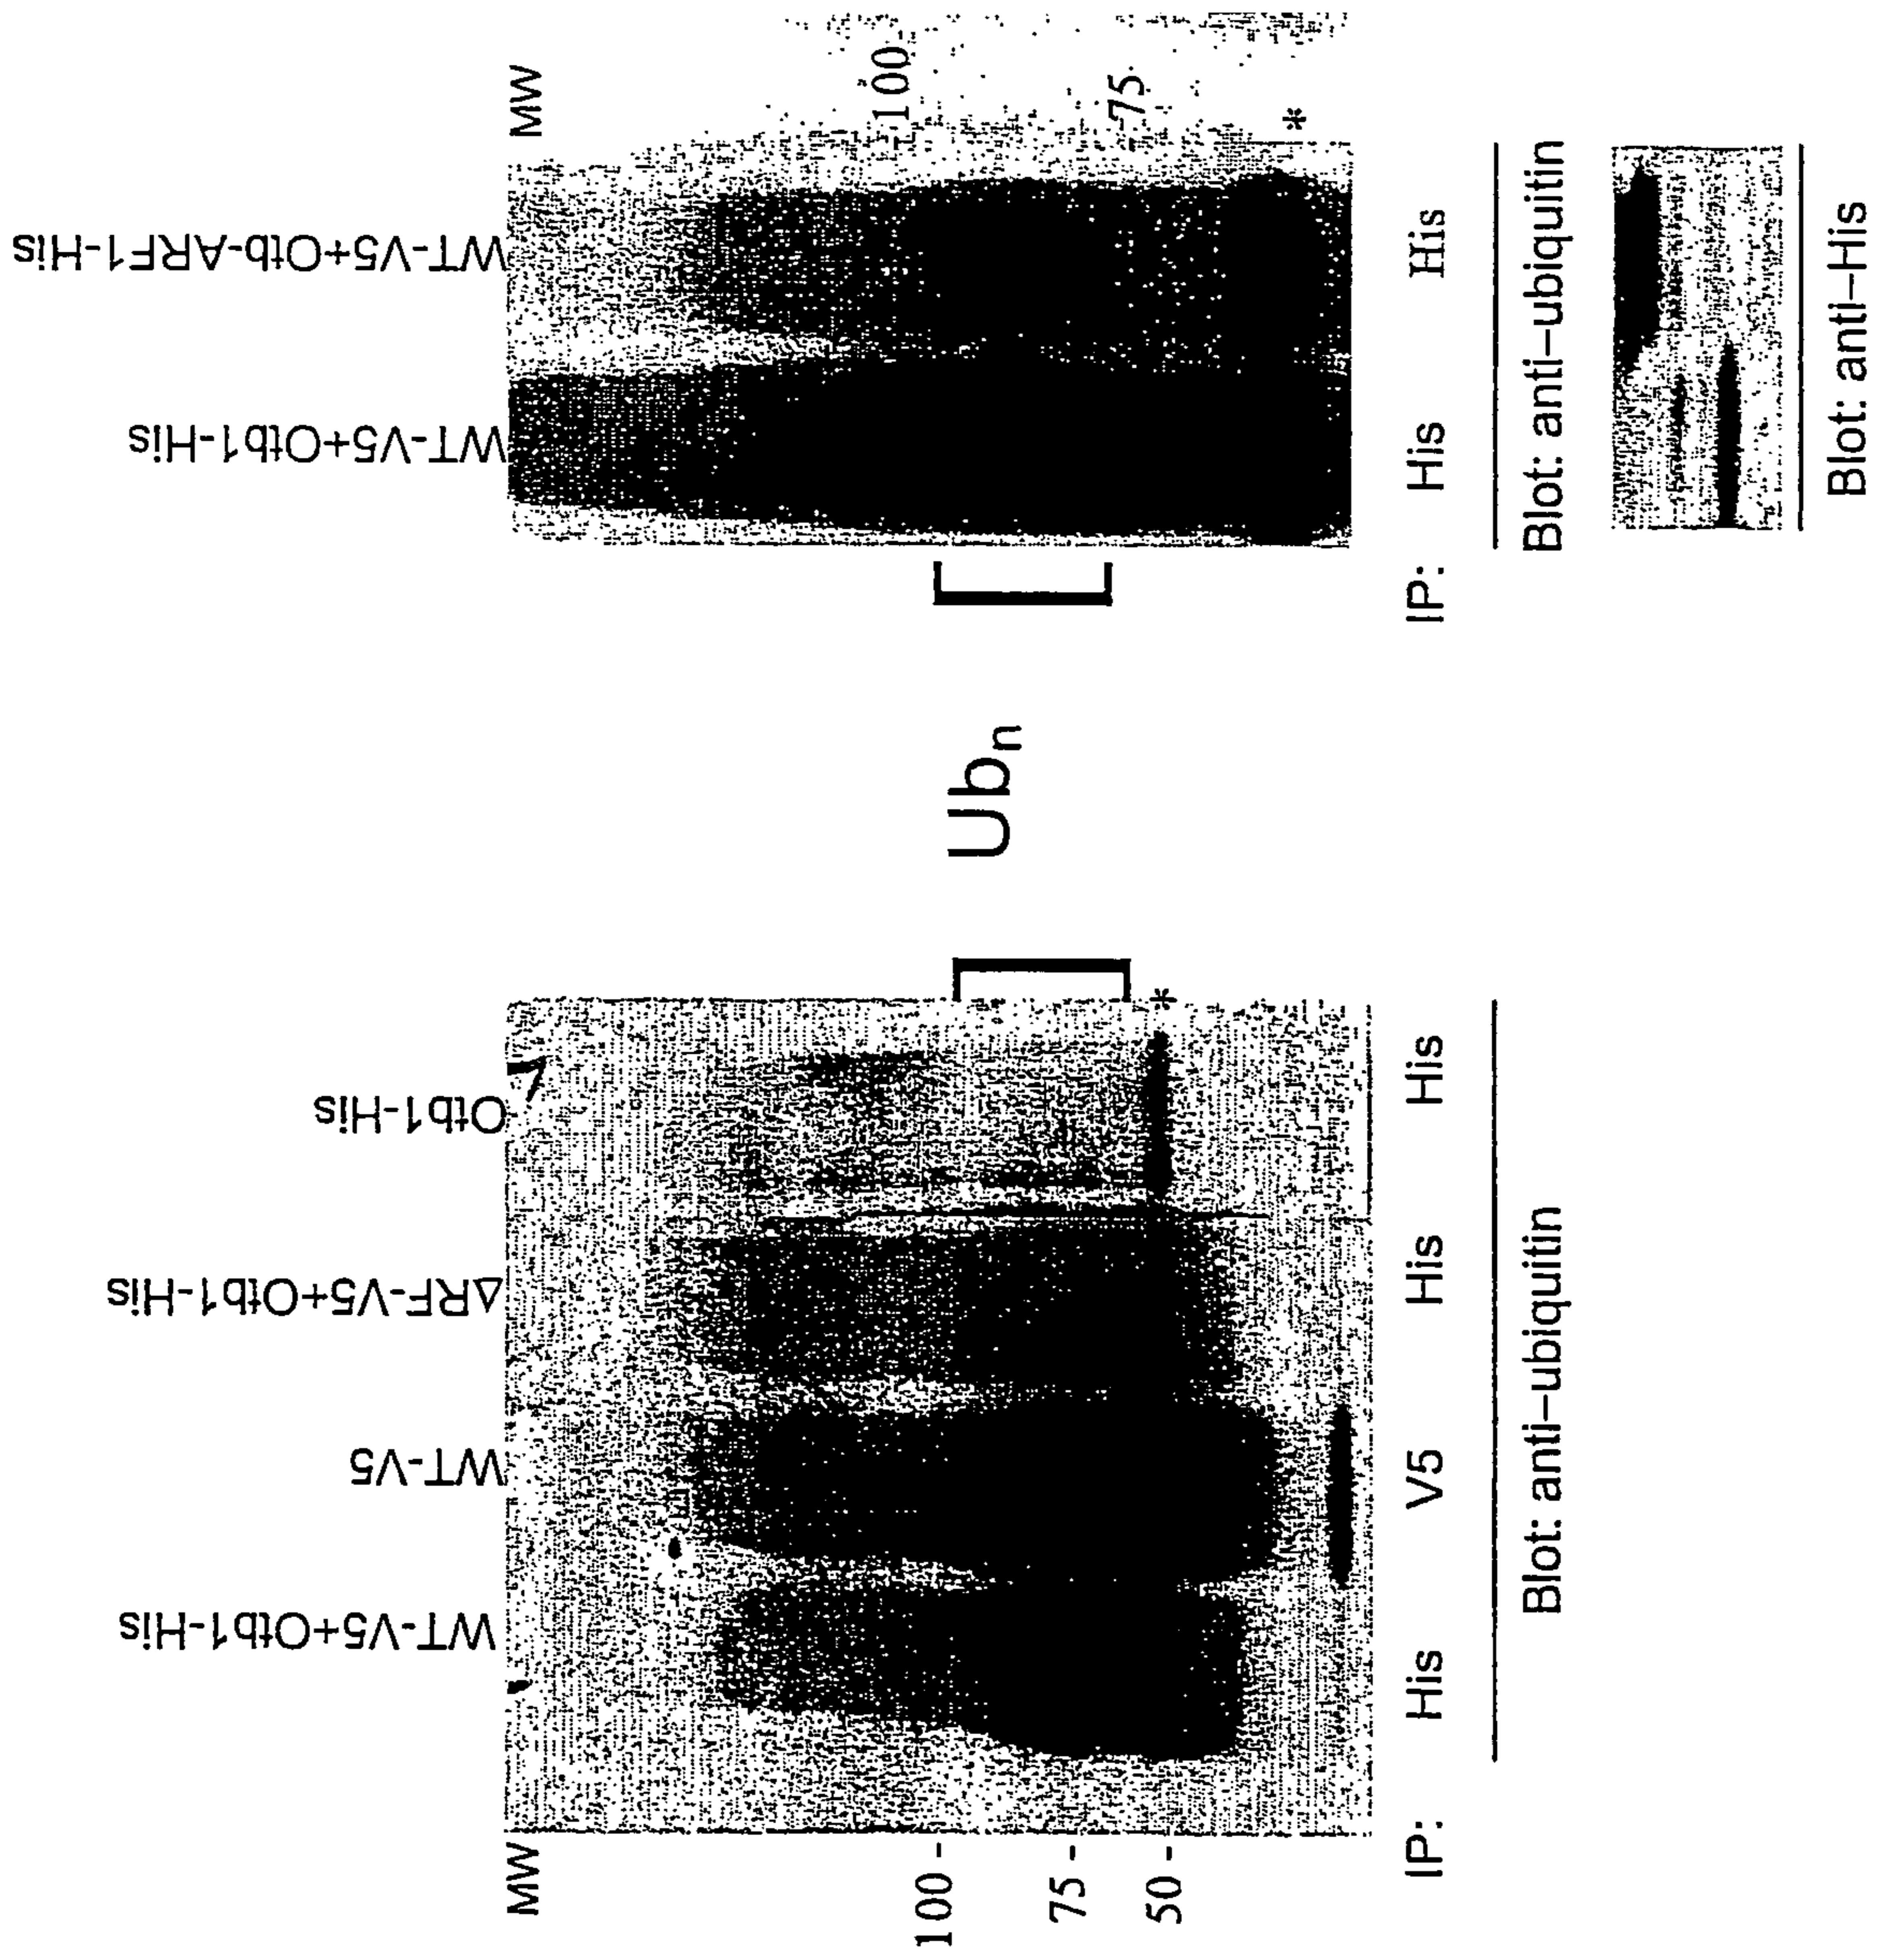 MW
WT-V5+Otb1-His
WT-V5
ΔRF-V5+Otb1-His
Otb1-His
100 -
75 -
50 -
*
IP: His V5 His His
Blot: anti-ubiquitin
Ubn
WT-V5+Otb1-His
WT-V5+Otb-ARF1-His
MW
-100
-75
*
IP: His His
Blot: anti-ubiquitin
Blot: anti-His